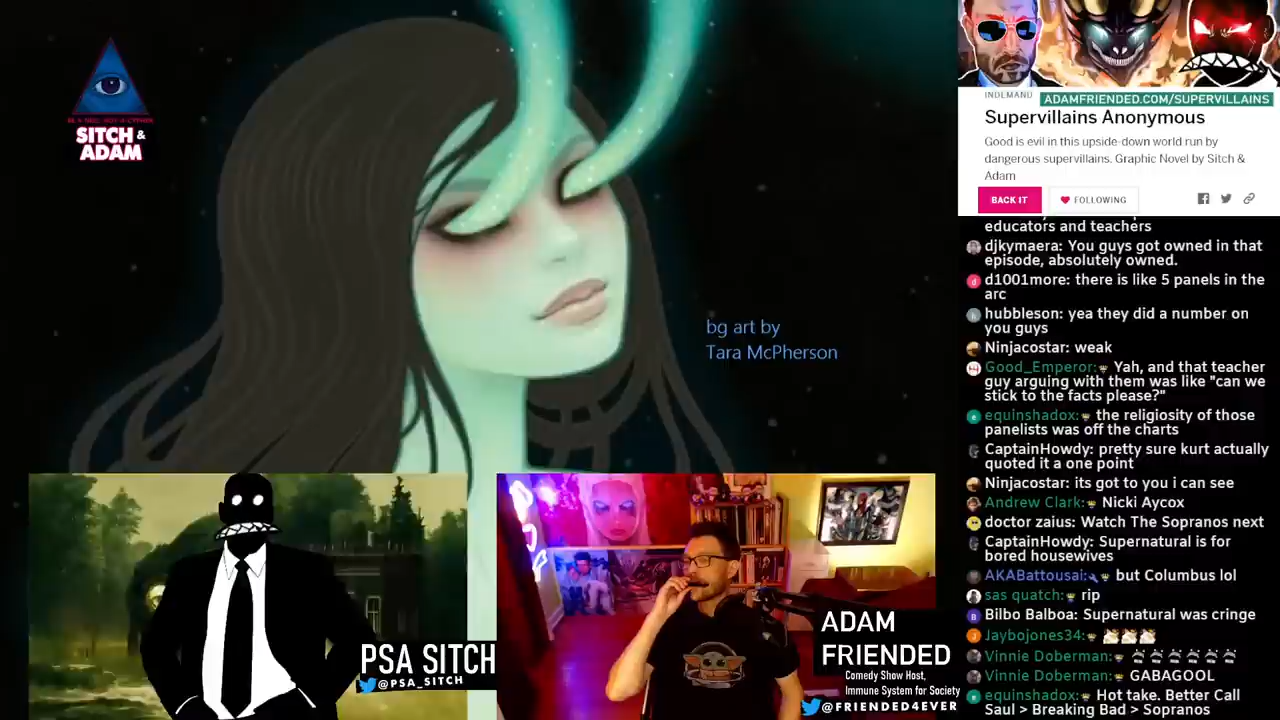 SITCH &
ADAM
bg art by
Tara McPherson
PSA SITCH
@PSA_SITCH
ADAM
FRIENDED
Comedy Show Host,
Immune System for Society
@FRIENDED4EVER
INDEMAND
ADAMFRIENDED.COM/SUPERVILLAINS
Supervillains Anonymous
Good is evil in this upside-down world run by
dangerous supervillains. Graphic Novel by Sitch &
Adam
BACK IT
FOLLOWING
educators and teachers
djkymaera: You guys got owned in that
episode, absolutely owned.
d1001more: there is like 5 panels in the
arc
hubbleson: yea they did a number on
you guys
Ninjacostar: weak
Good_Emperor: Yah, and that teacher
guy arguing with them was like "can we
stick to the facts please?"
equinshadox: the religiosity of those
panelists was off the charts
CaptainHowdy: pretty sure kurt actually
quoted it a one point
Ninjacostar: its got to you i can see
Andrew Clark: Nicki Aycox
doctor zaius: Watch The Sopranos next
CaptainHowdy: Supernatural is for
bored housewives
AKABattousai: but Columbus lol
sas quatch: rip
Bilbo Balboa: Supernatural was cringe
Jaybojones34:
Vinnie Doberman:
Vinnie Doberman: GABAGOOL
equinshadox: Hot take. Better Call
Saul > Breaking Bad > Sopranos